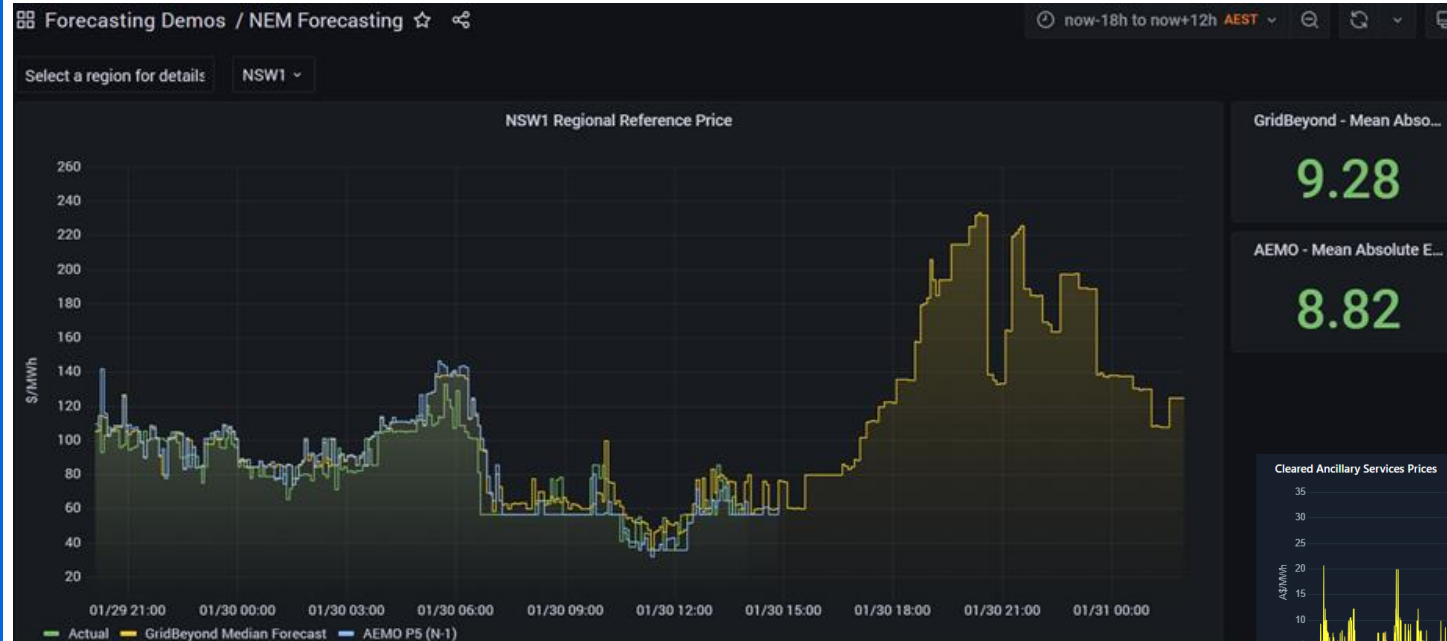 Forecasting Demos / NEM Forecasting
now-18h to now+12h AEST
Select a region for details
NSW1
NSW1 Regional Reference Price
260
240
220
200
180
160
140
120
100
80
60
40
20
$/MWh
01/29 21:00 01/30 00:00 01/30 03:00 01/30 06:00 01/30 09:00 01/30 12:00 01/30 15:00 01/30 18:00 01/30 21:00 01/31 00:00
Actual GridBeyond Median Forecast AEMO P5 (N-1)
GridBeyond - Mean Abso...
9.28
AEMO - Mean Absolute E...
8.82
Cleared Ancillary Services Prices
35
30
25
20
15
10
A$/MWh